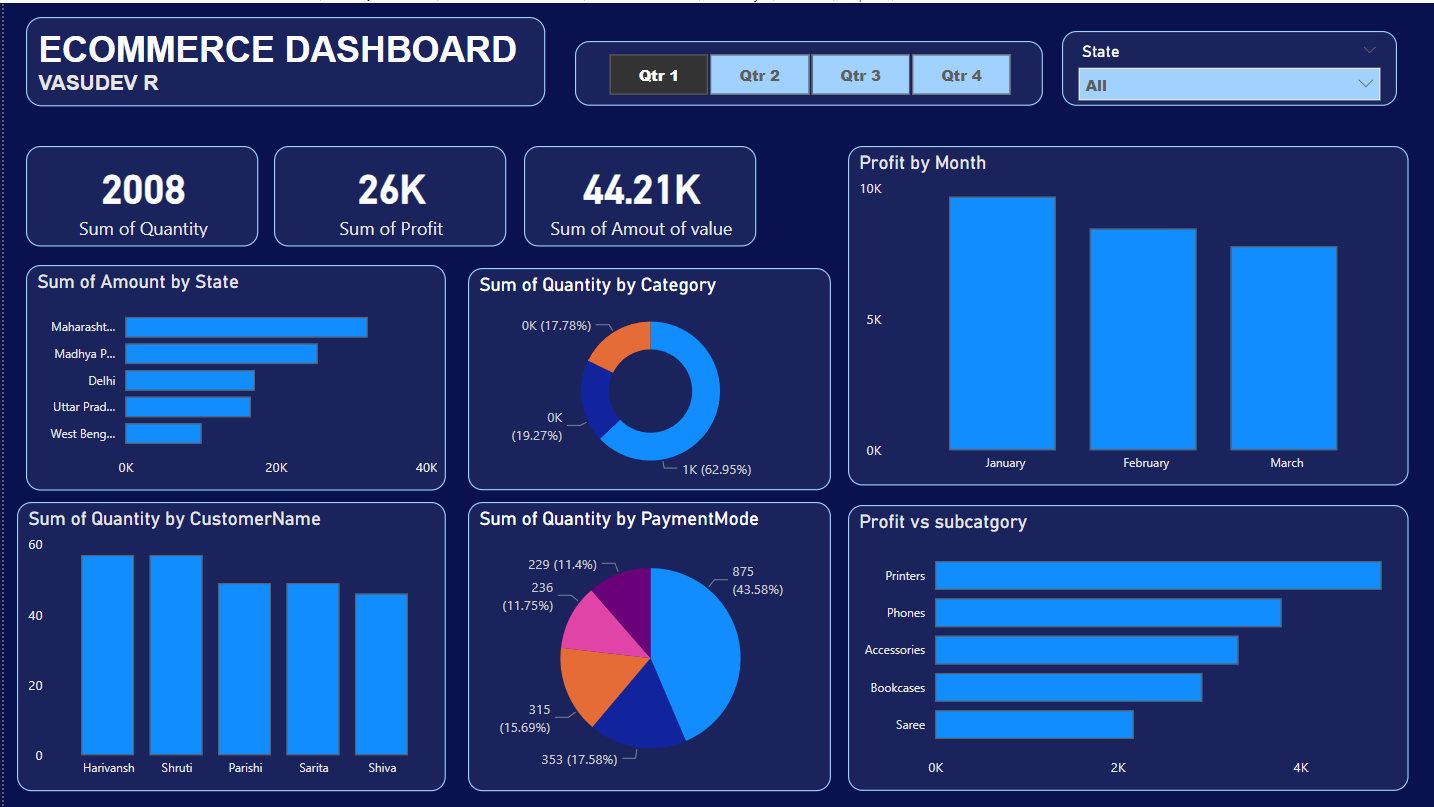 ECOMMERCE DASHBOARD
VASUDEV R
Qtr 1
Qtr 2
Qtr 3
Qtr 4
State
All
2008
Sum of Quantity
26K
Sum of Profit
44.21K
Sum of Amout of value
Profit by Month
10K
5K
0K
January
February
March
Sum of Amount by State
Maharasht...
Madhya P...
Delhi
Uttar Prad...
West Beng...
0K
20K
40K
Sum of Quantity by Category
0K (17.78%)
0K
(19.27%)
1K (62.95%)
Sum of Quantity by CustomerName
60
40
20
0
Harivansh
Shruti
Parishi
Sarita
Shiva
Sum of Quantity by PaymentMode
229 (11.4%)
236
(11.75%)
315
(15.69%)
353 (17.58%)
875
(43.58%)
Profit vs subcatgory
Printers
Phones
Accessories
Bookcases
Saree
0K
2K
4K